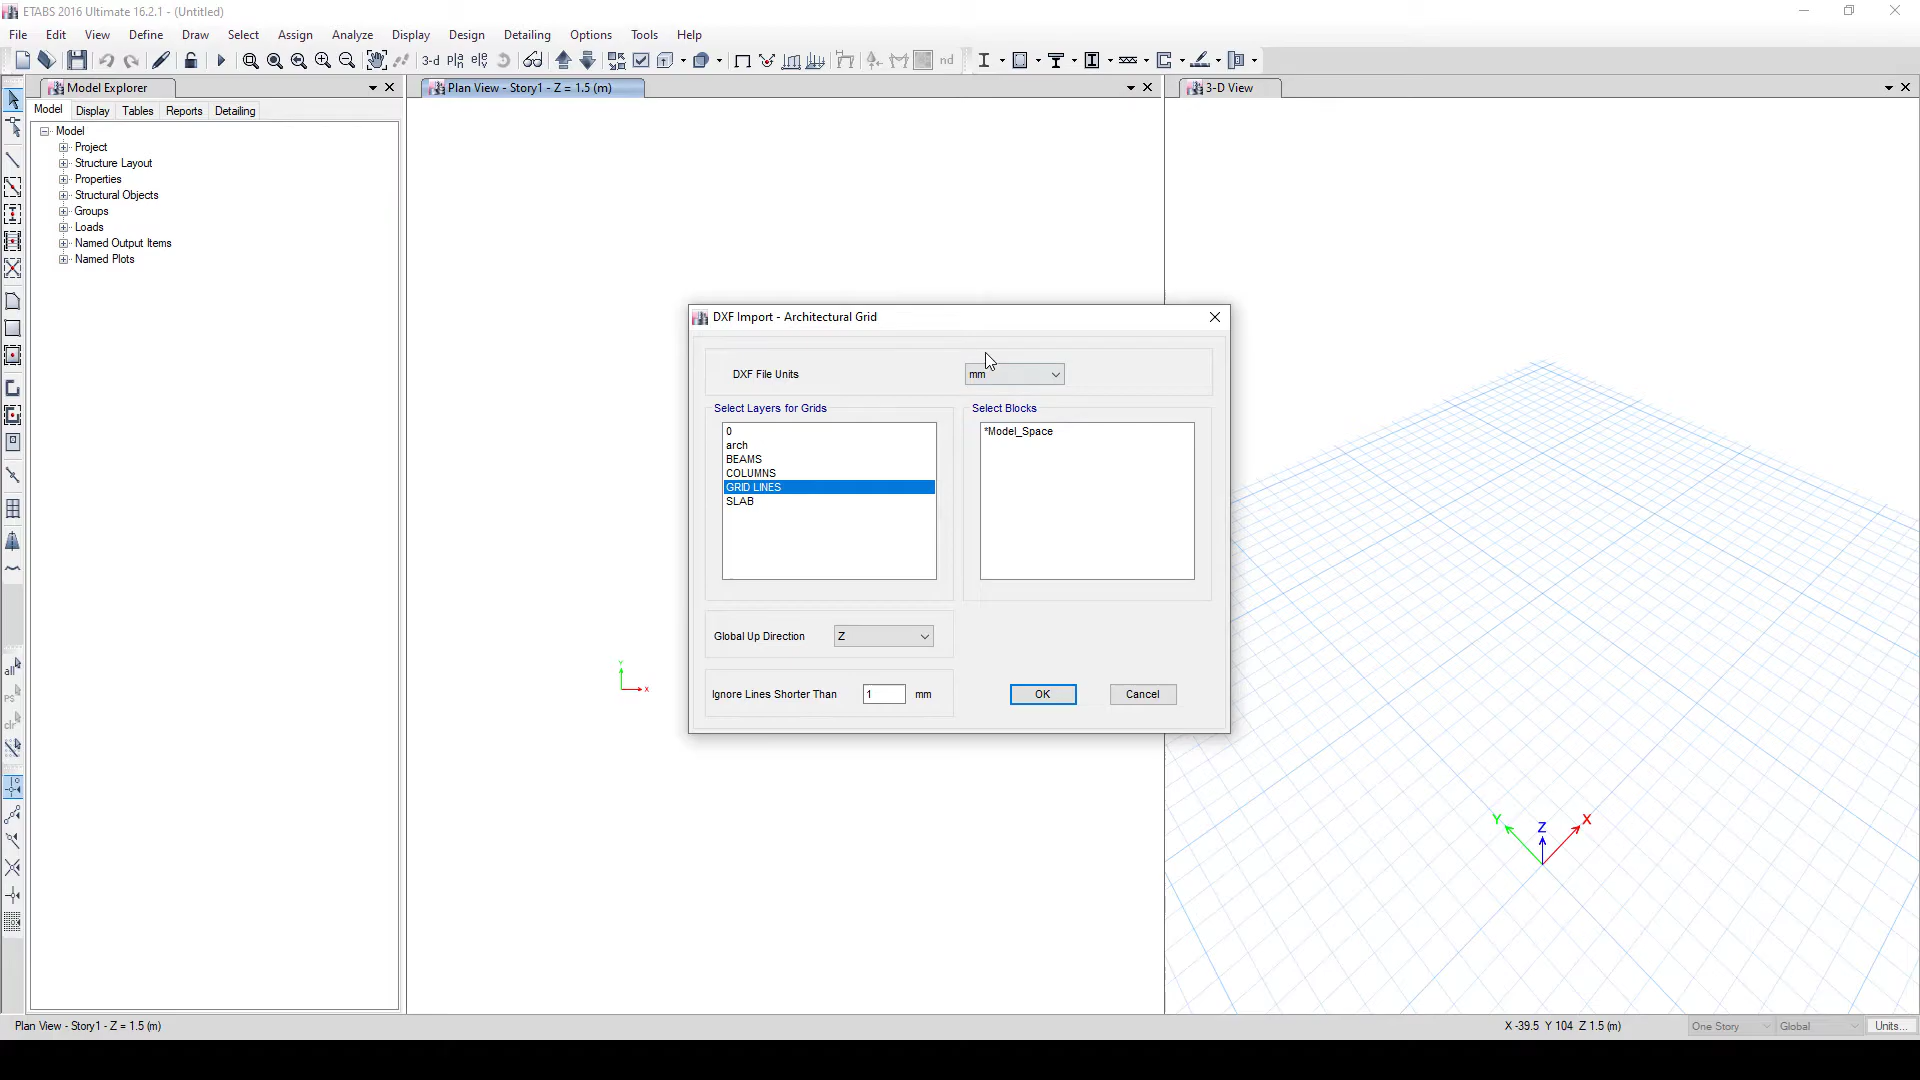 ETABS 2016 Ultimate 16.2.1 - (Untitled)
File Edit View Define Draw Select Assign Analyze Display Design Detailing Options Tools Help
3-d nd
Model Explorer
Plan View - Story1 - Z = 1.5 (m)
3-D View
Model Display Tables Reports Detailing
Model
Project
Structure Layout
Properties
Structural Objects
Groups
Loads
Named Output Items
Named Plots
DXF Import - Architectural Grid
DXF File Units mm
Select Layers for Grids
Select Blocks
0
arch
BEAMS
COLUMNS
GRID LINES
SLAB
*Model_Space
Global Up Direction Z
Ignore Lines Shorter Than 1 mm
OK Cancel
Y
X
Y
Z
X
all
ps
clr
Plan View - Story1 - Z = 1.5 (m)
X -39.5 Y 104 Z 1.5 (m)
One Story
Global
Units...